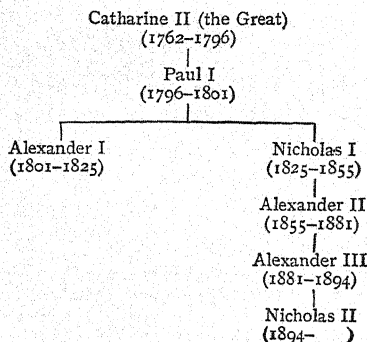 Catharine II (the Great)
(1762–1796)
Paul I
(1796–1801)
Alexander I
(1801–1825)
Nicholas I
(1825–1855)
Alexander II
(1855–1881)
Alexander III
(1881–1894)
Nicholas II
(1894–    )